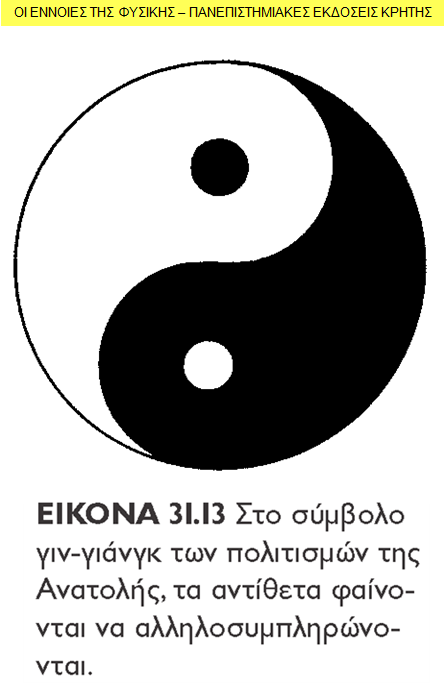 ΟΙ ΕΝΝΟΙΕΣ ΤΗΣ ΦΥΣΙΚΗΣ – ΠΑΝΕΠΙΣΤΗΜΙΑΚΕΣ ΕΚΔΟΣΕΙΣ ΚΡΗΤΗΣ
ΕΙΚΟΝΑ 31.13 Στο σύμβολο
γιν-γιάνγκ των πολιτισμών της
Ανατολής, τα αντίθετα φαίνο-
νται να αλληλοσυμπληρώνο-
νται.